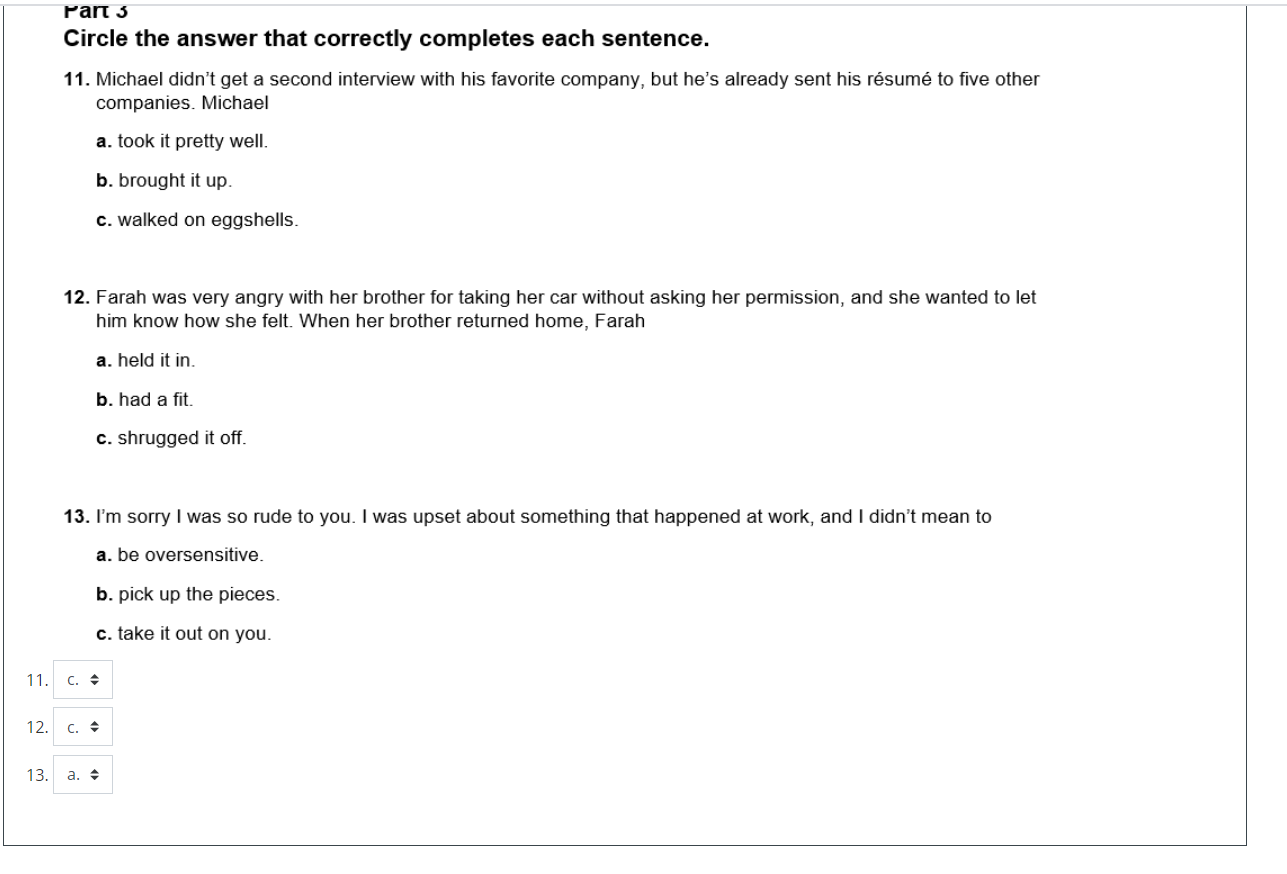 Part 3
Circle the answer that correctly completes each sentence.
11. Michael didn't get a second interview with his favorite company, but he's already sent his résumé to five other
companies. Michael
a. took it pretty well.
b. brought it up.
c. walked on eggshells.
12. Farah was very angry with her brother for taking her car without asking her permission, and she wanted to let
him know how she felt. When her brother returned home, Farah
a. held it in.
b. had a fit.
c. shrugged it off.
13. I'm sorry I was so rude to you. I was upset about something that happened at work, and I didn't mean to
a. be oversensitive.
b. pick up the pieces.
c. take it out on you.
11. c.
12. c.
13. a.